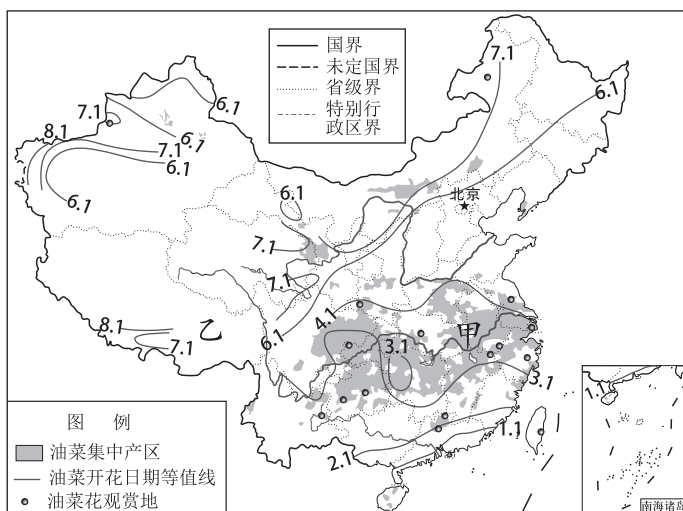 国界
未定国界
省级界
特别行
政区界
7.1
6.1
7.1
6.1
8.1
6.1
7.1
6.1
6.1
6.1
北京
7.1
7.1
8.1
乙
7.1
6.1
4.1
甲
3.1
3.1
1.1
2.1
1.1
图 例
油菜集中产区
油菜开花日期等值线
油菜花观赏地
南海诸岛